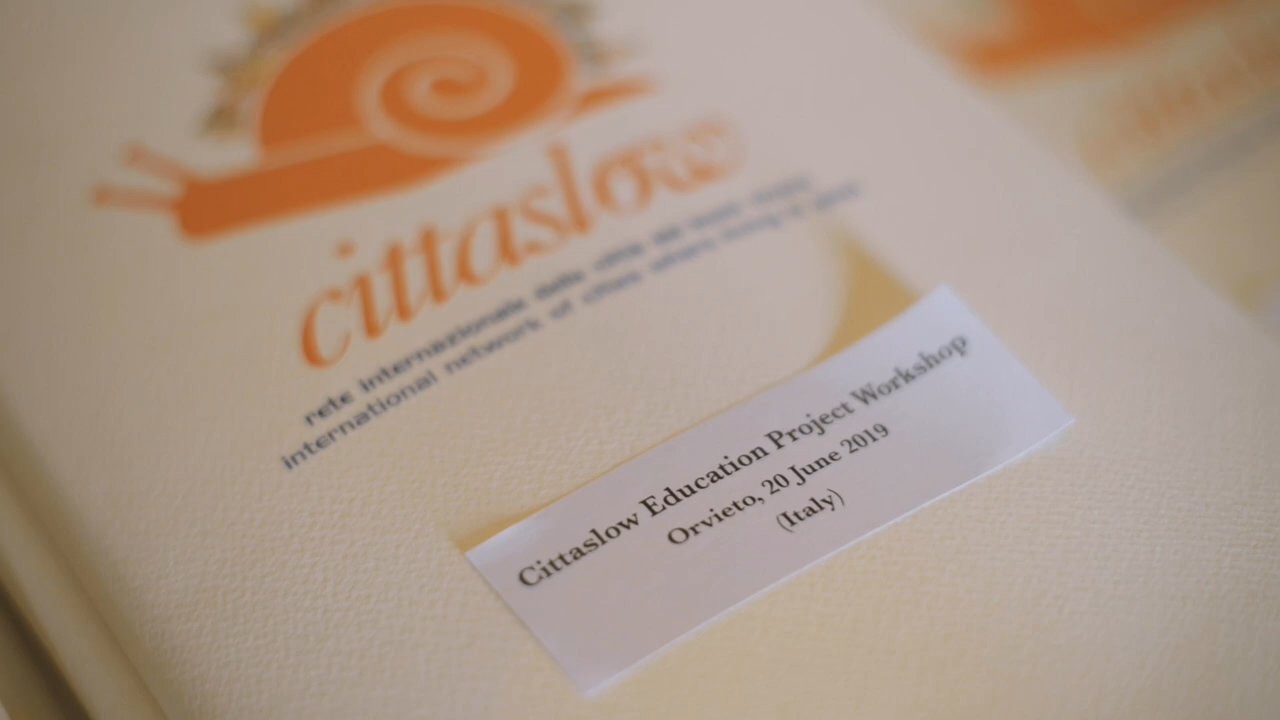 cittaslow
rete internazionale delle città del buon vivere
international network of cities where living is good
Cittaslow Education Project Workshop
Orvieto, 20 June 2019
(Italy)